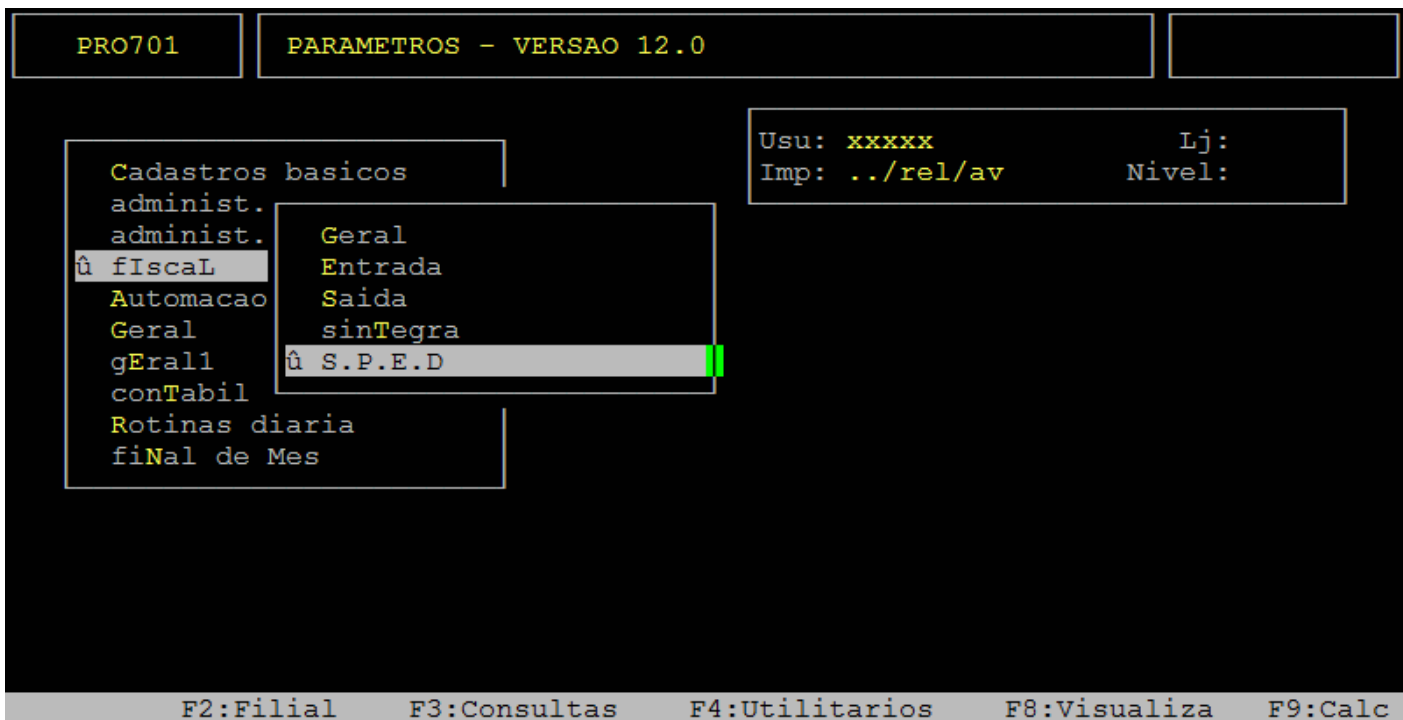 PRO701 PARAMETROS - VERSAO 12.0
Usu: xxxxx Lj:
Imp: ../rel/av Nivel:
Cadastros basicos
administ.
administ.
û fIscaL
Automacao
Geral
gEral1
conTabil
Rotinas diaria
fiNal de Mes
Geral
Entrada
Saida
sinTegra
û S.P.E.D
F2:Filial F3:Consultas F4:Utilitarios F8:Visualiza F9:Calc